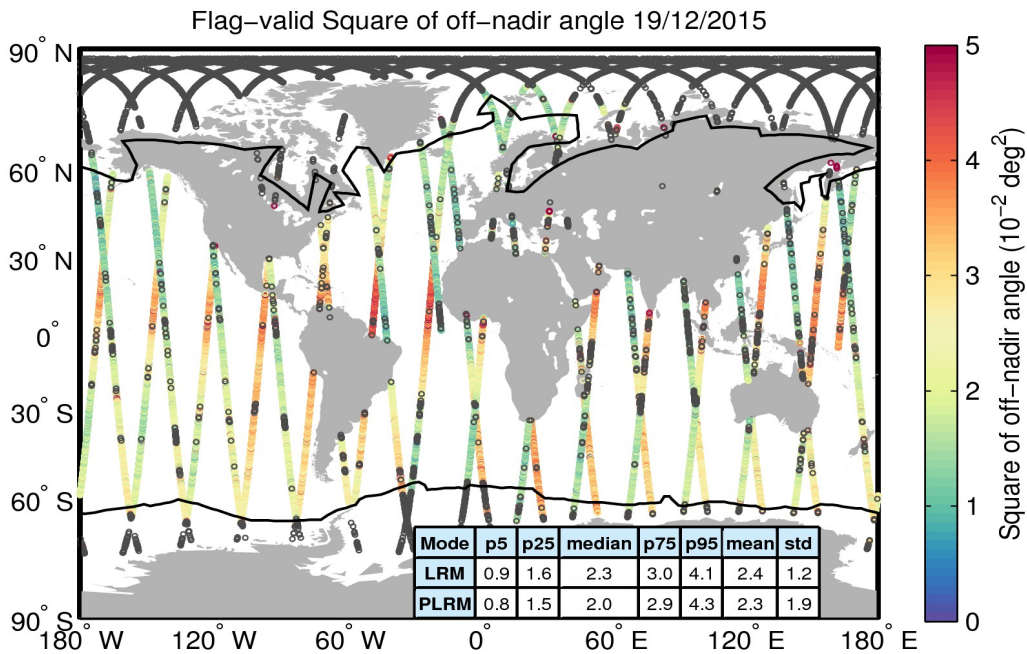 Flag−valid Square of off−nadir angle 19/12/2015
90° N
60° N
30° N
0°
30° S
60° S
90° S
180° W
120° W
60° W
0°
60° E
120° E
180° E
Mode p5 p25 median p75 p95 mean std
LRM 0.9 1.6 2.3 3.0 4.1 2.4 1.2
PLRM 0.8 1.5 2.0 2.9 4.3 2.3 1.9
5
4
3
2
1
0
Square of off−nadir angle (10⁻² deg²)